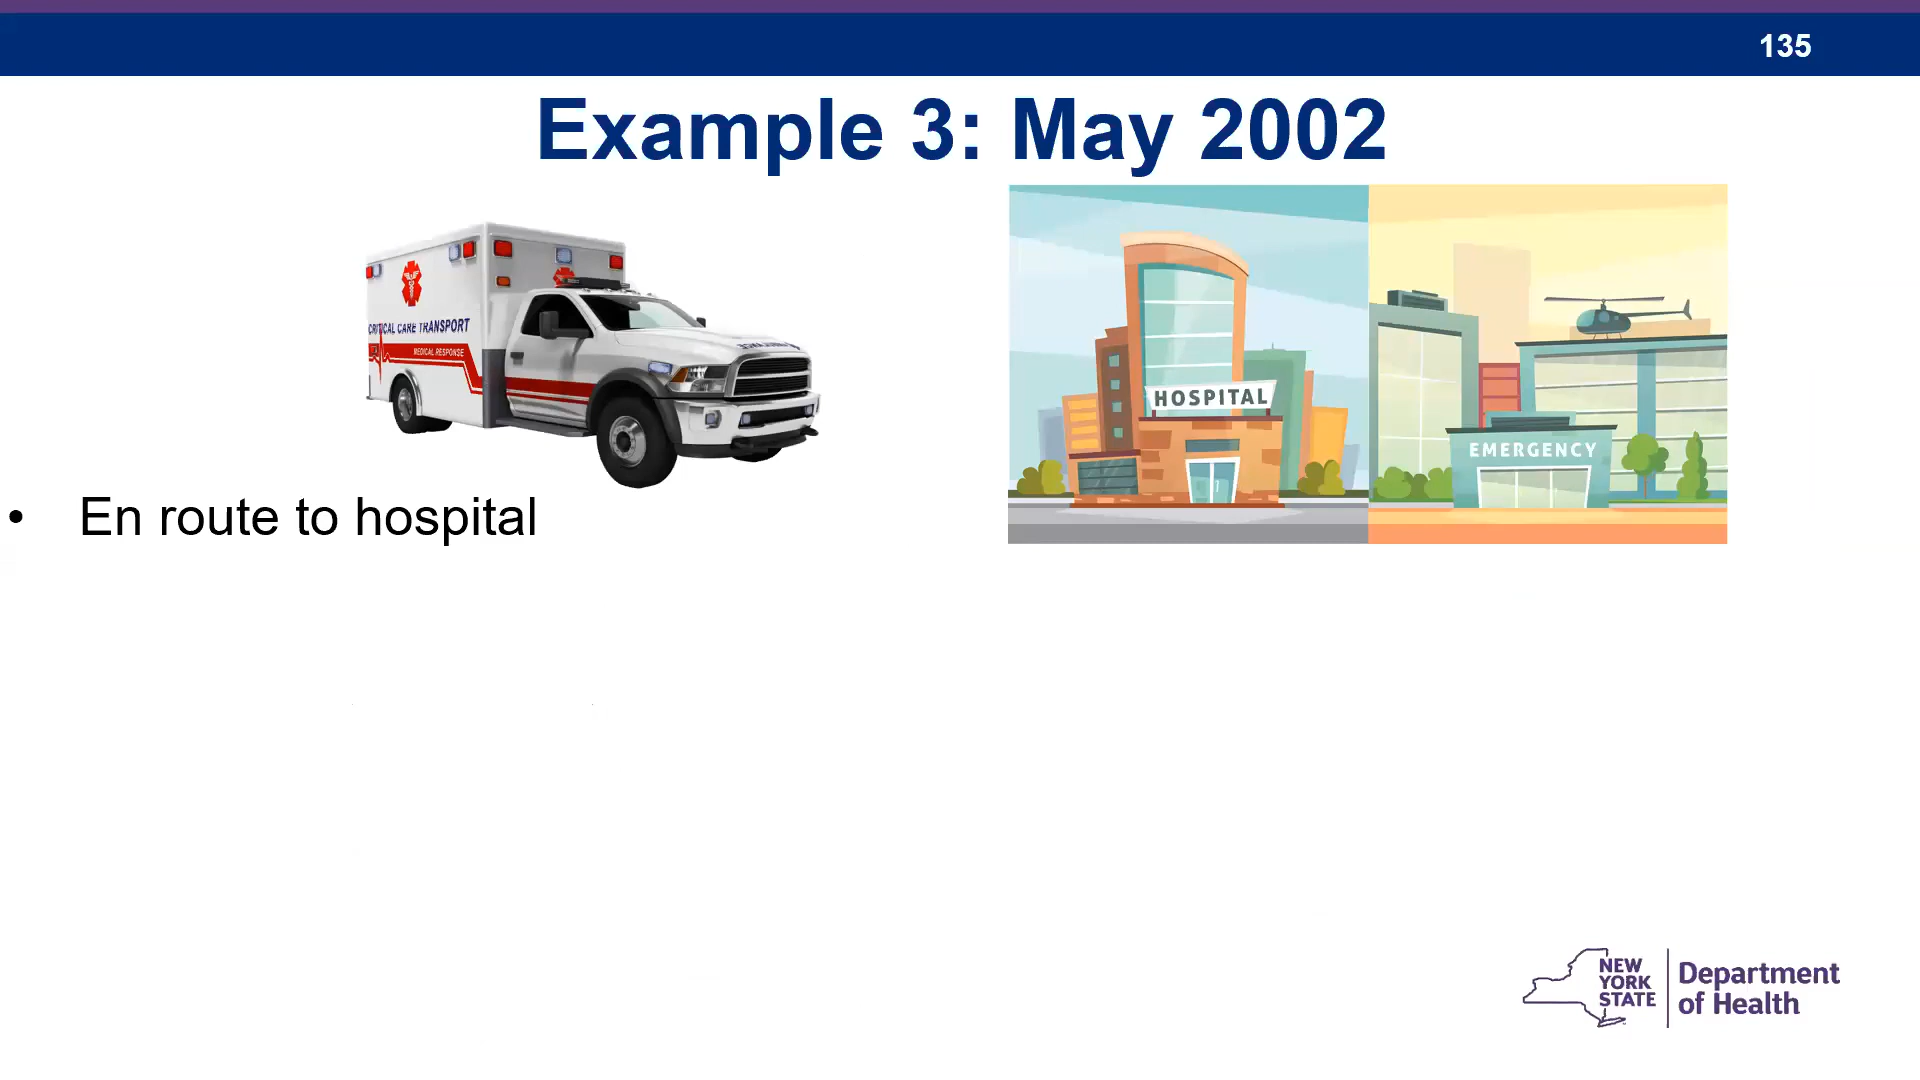 135
Example 3: May 2002
CRITICAL CARE TRANSPORT
MEDICAL RESPONSE
HOSPITAL
EMERGENCY
• En route to hospital
NEW
YORK
STATE
Department
of Health